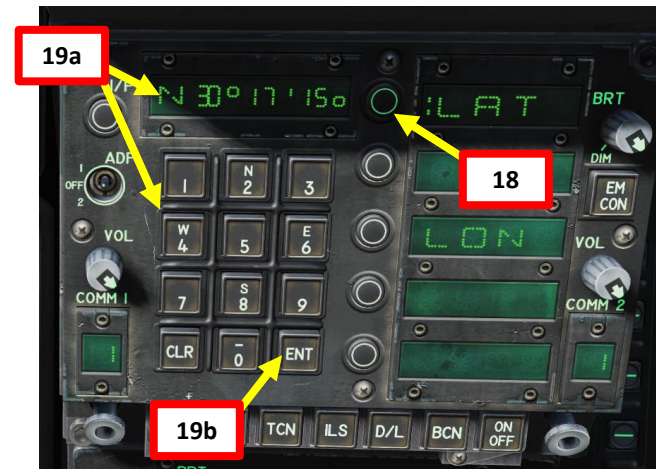 19a
N 30°17'150
:LAT
BRT
ADF
1
OFF
2
1
N
2
3
18
DIM
EM
CON
VOL
W
4
5
E
6
LON
VOL
COMM 1
7
S
8
9
COMM 2
CLR
–
0
ENT
19b
TCN
ILS
D/L
BCN
ON
OFF